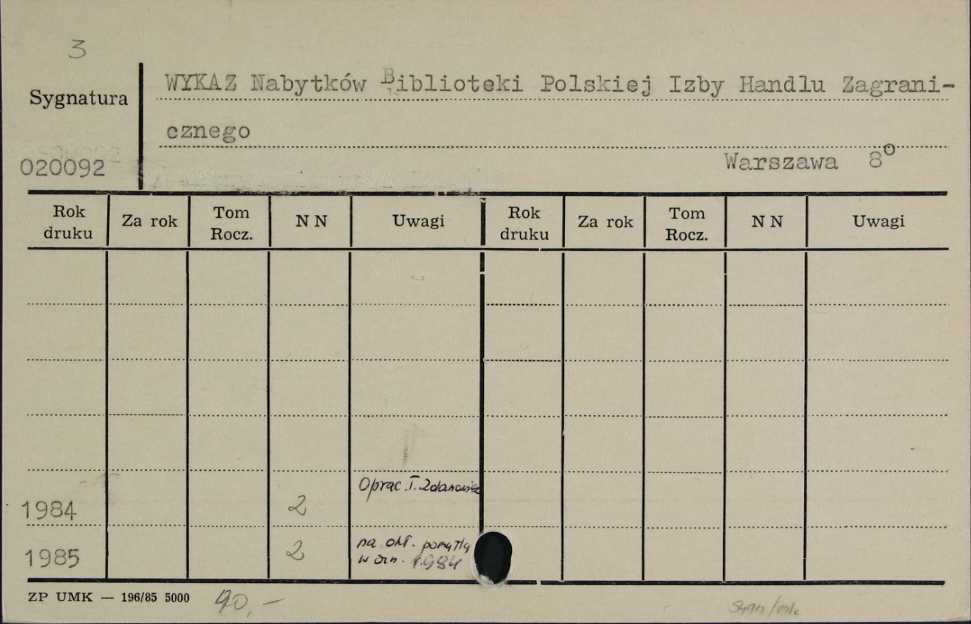 3
Sygnatura
WYKAZ Nabytków Biblioteki Polskiej Izby Handlu Zagrani-
cznego
020092
Warszawa 8°
Rok druku Za rok Tom Rocz. N N Uwagi Rok druku Za rok Tom Rocz. N N Uwagi
Oprac. I. Zdanowicz
1984 2
na okł. pomyłka
1985 2 w ozn. 1984
ZP UMK — 196/85 5000 40,-